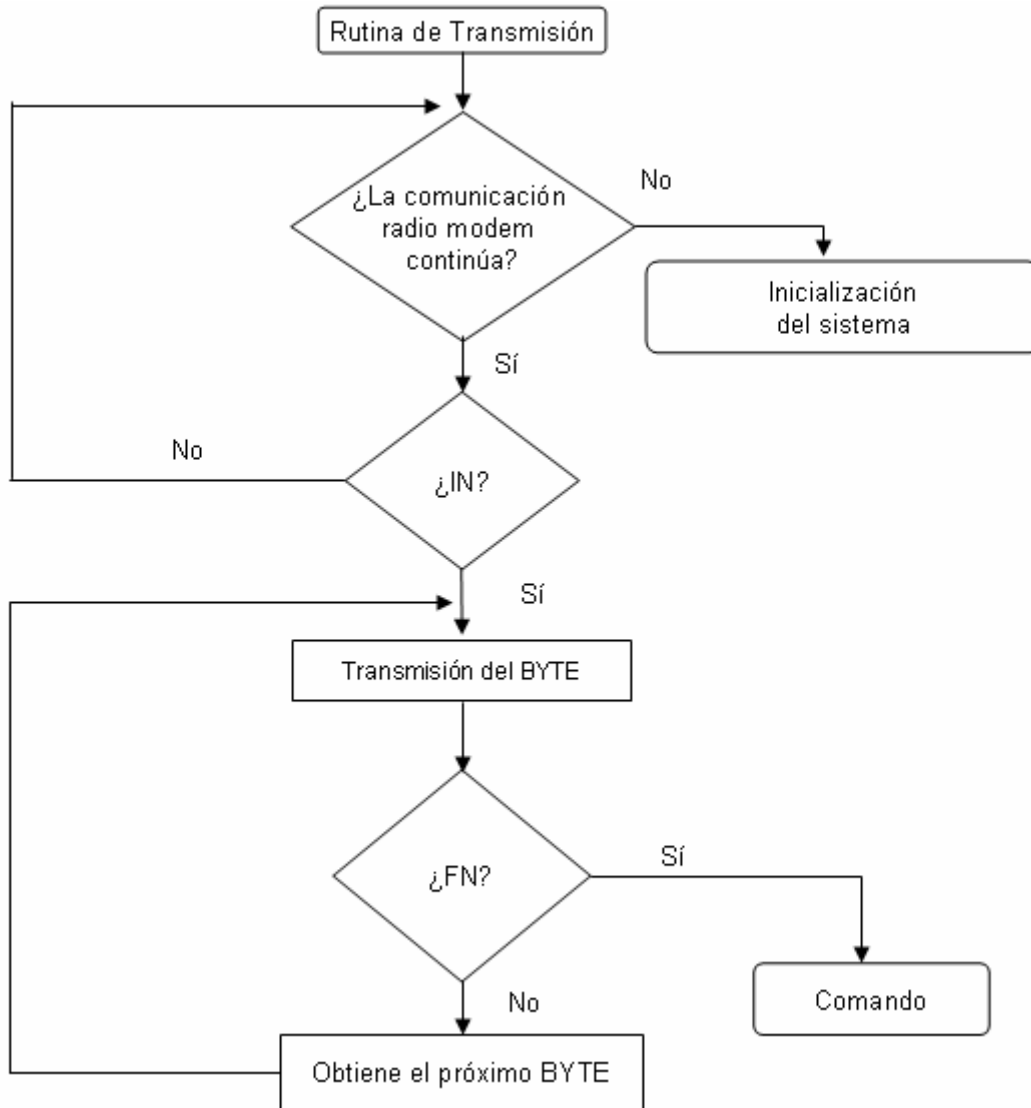 Rutina de Transmisión
¿La comunicación
radio modem
continúa?
No
Inicialización
del sistema
Sí
No
¿IN?
Sí
Transmisión del BYTE
¿FN?
Sí
Comando
No
Obtiene el próximo BYTE